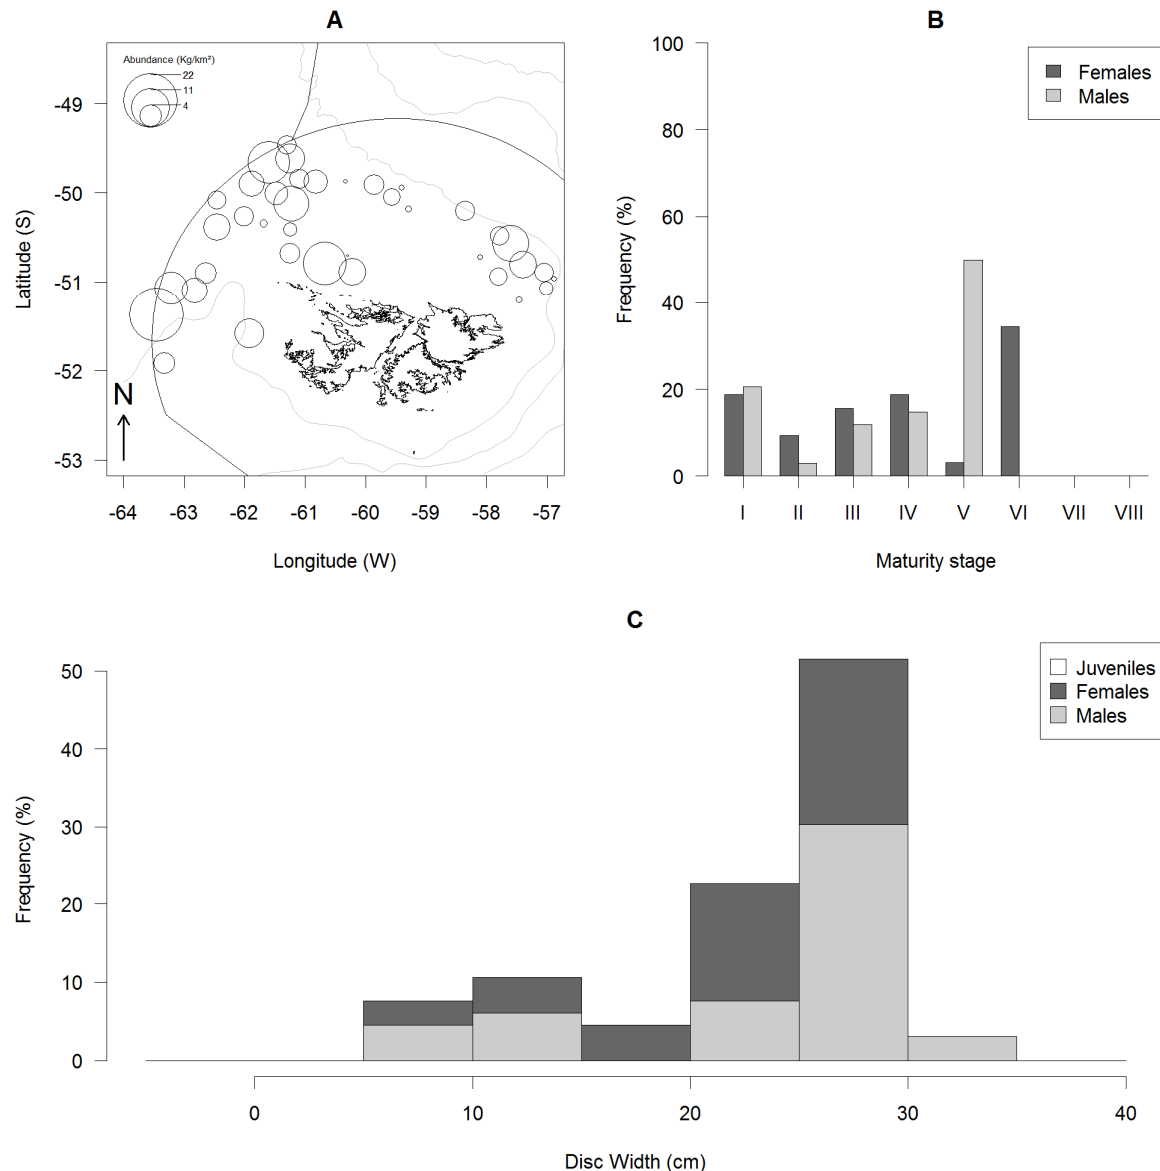 A
Abundance (Kg/km²)
22
11
4
-49
-50
-51
-52
-53
Latitude (S)
N
-64 -63 -62 -61 -60 -59 -58 -57
Longitude (W)
B
100
80
60
40
20
0
Frequency (%)
Females
Males
I II III IV V VI VII VIII
Maturity stage
C
50
40
30
20
10
0
Frequency (%)
Juveniles
Females
Males
0 10 20 30 40
Disc Width (cm)